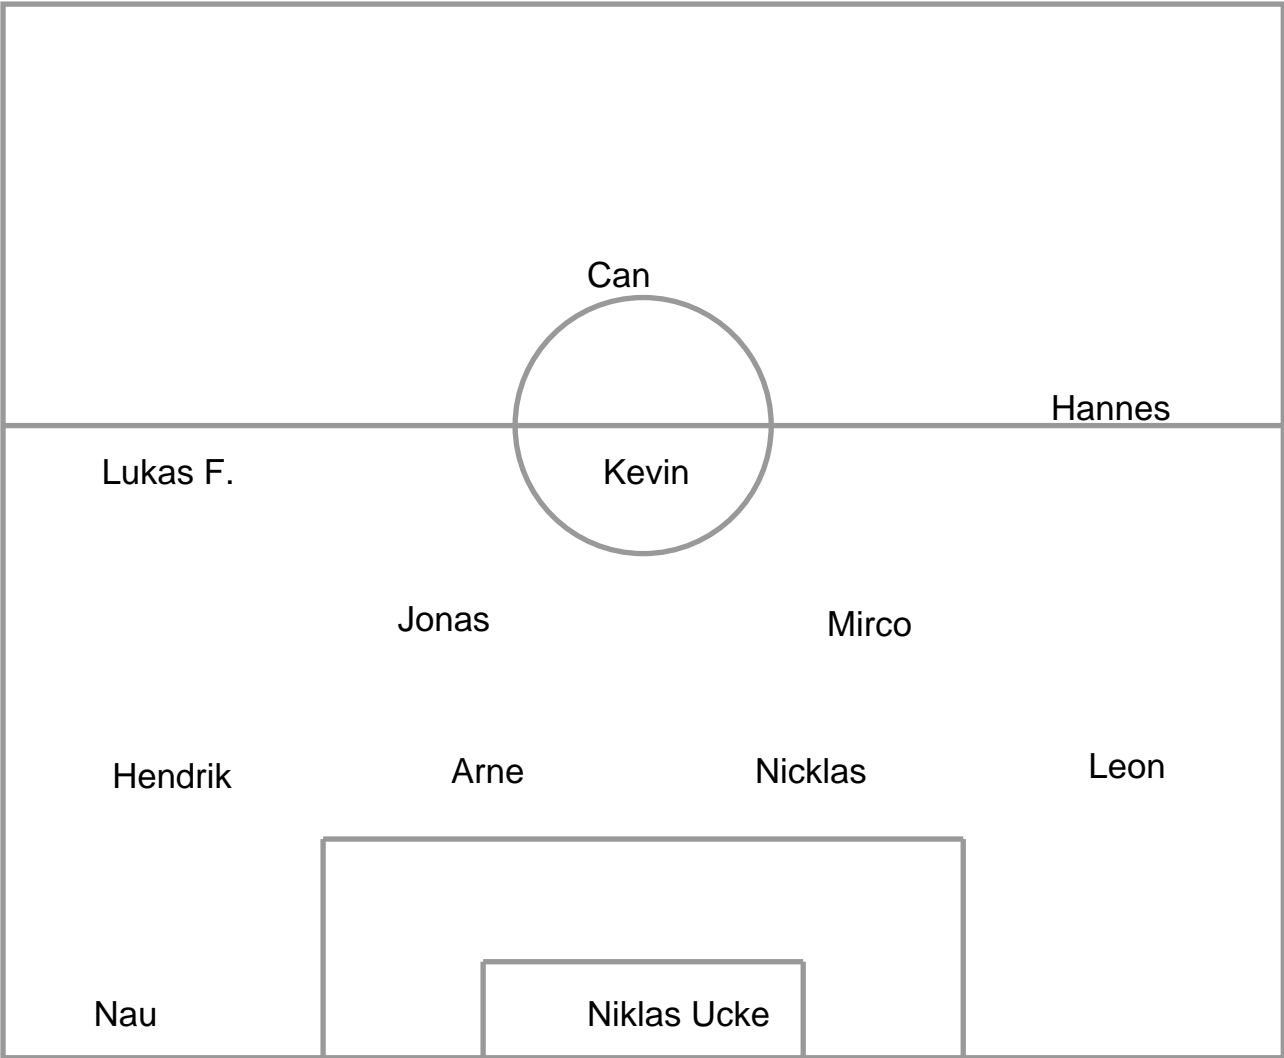 Can
Hannes
Lukas F.
Kevin
Jonas
Mirco
Hendrik
Arne
Nicklas
Leon
Nau
Niklas Ucke